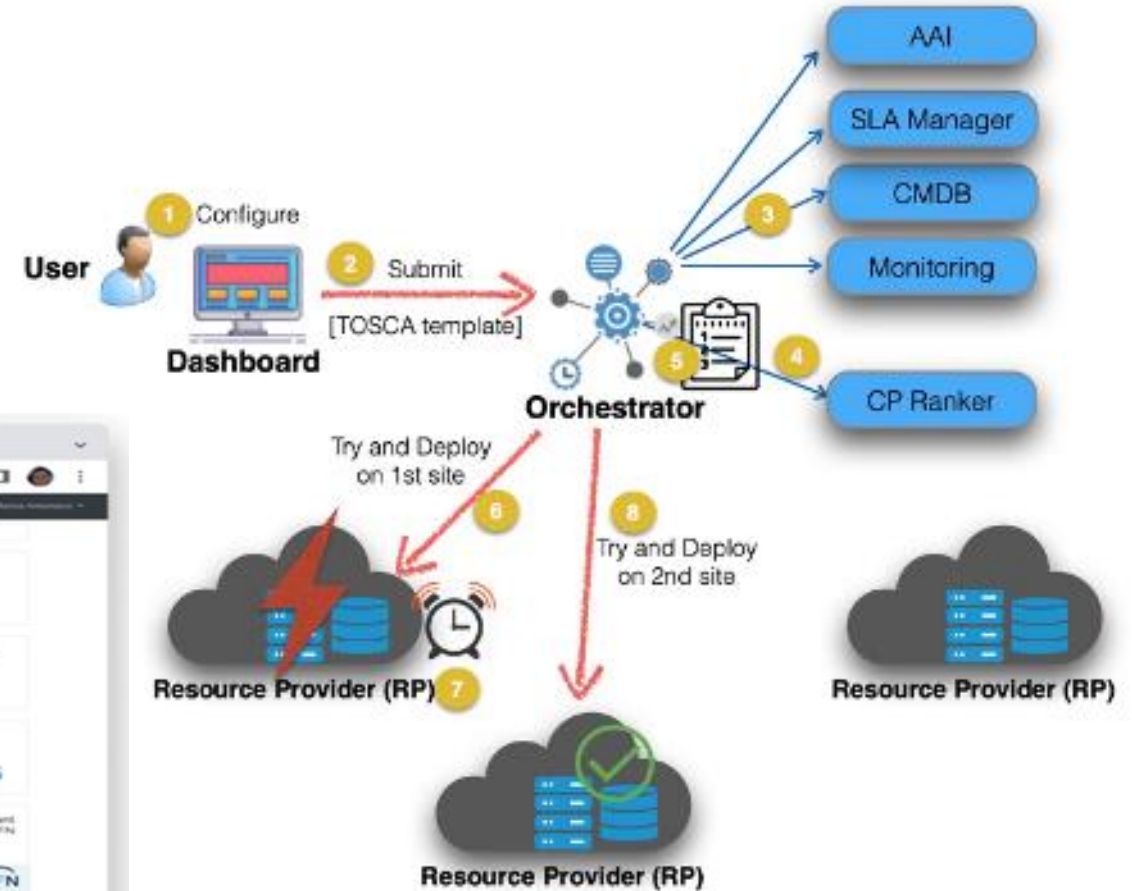 AAI
SLA Manager
CMDB
Monitoring
CP Ranker
1 Configure
User
Dashboard
2 Submit
[TOSCA template]
3
4
5
Orchestrator
Try and Deploy
on 1st site
6
8
Try and Deploy
on 2nd site
Resource Provider (RP)
7
Resource Provider (RP)
Resource Provider (RP)